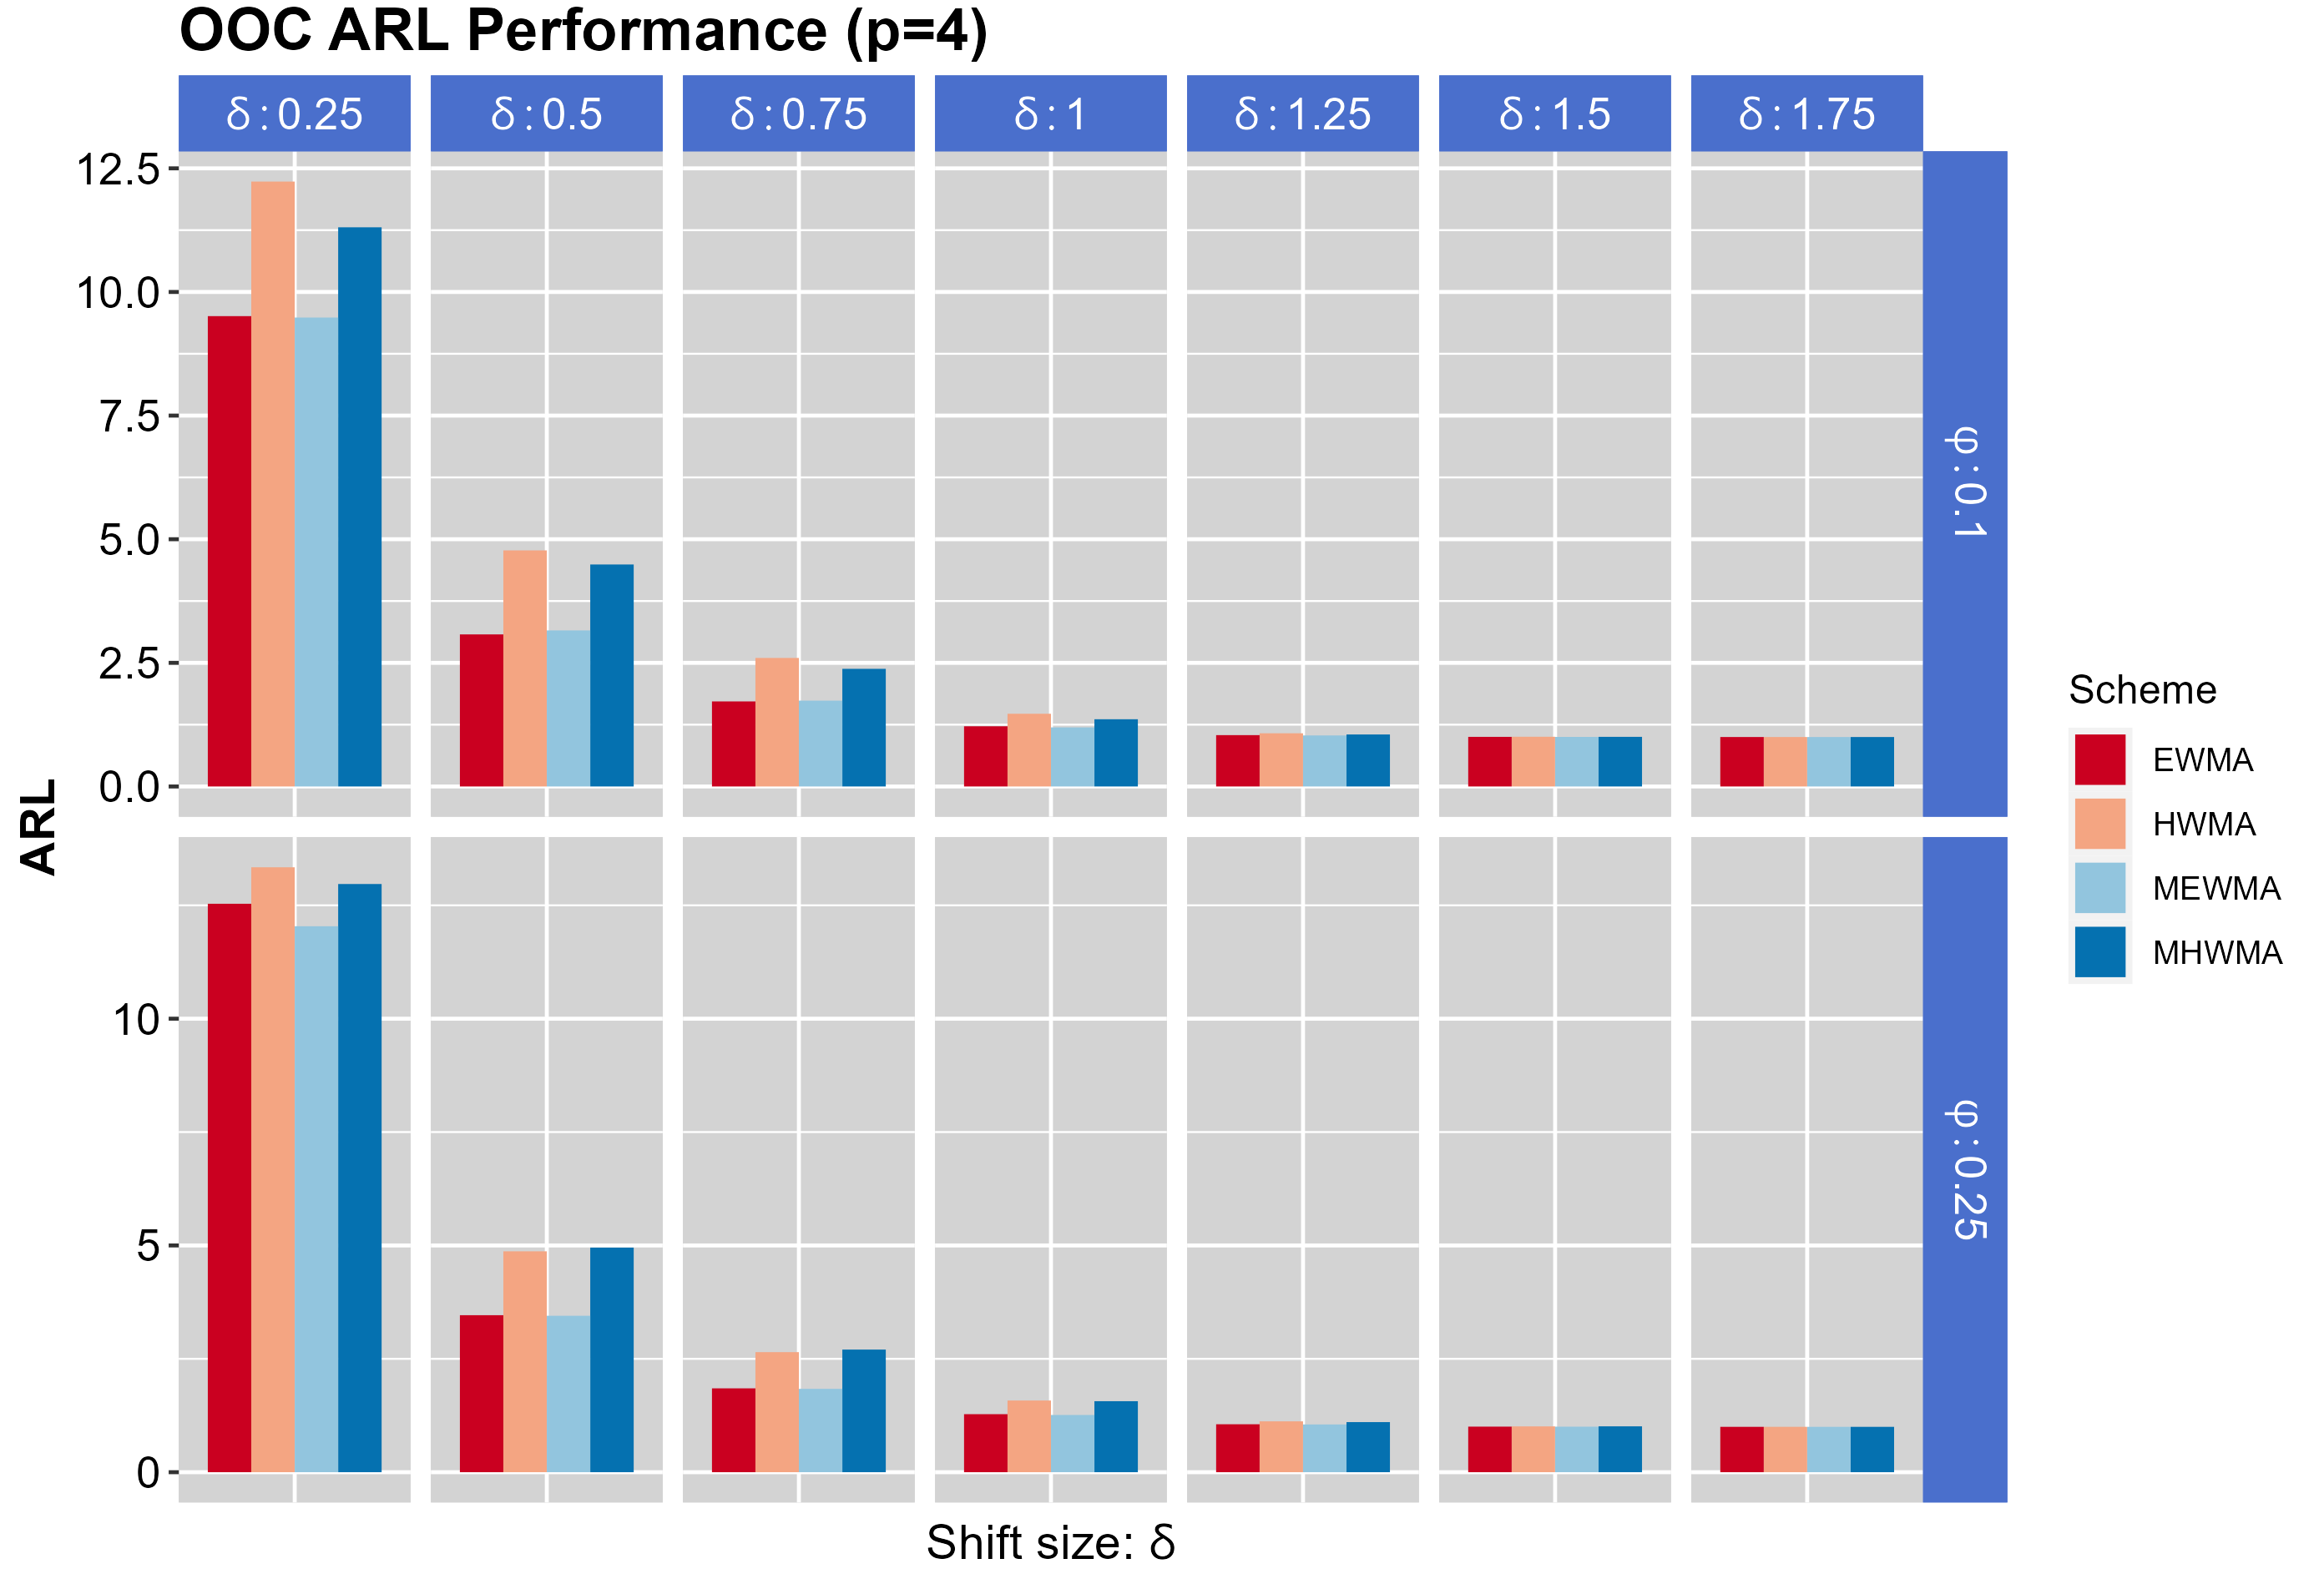 OOC ARL Performance (p=4)
δ:0.25
δ:0.5
δ:0.75
δ:1
δ:1.25
δ:1.5
δ:1.75
12.5
10.0
7.5
5.0
2.5
0.0
φ:0.1
10
5
0
φ:0.25
ARL
Shift size: δ
Scheme
EWMA
HWMA
MEWMA
MHWMA